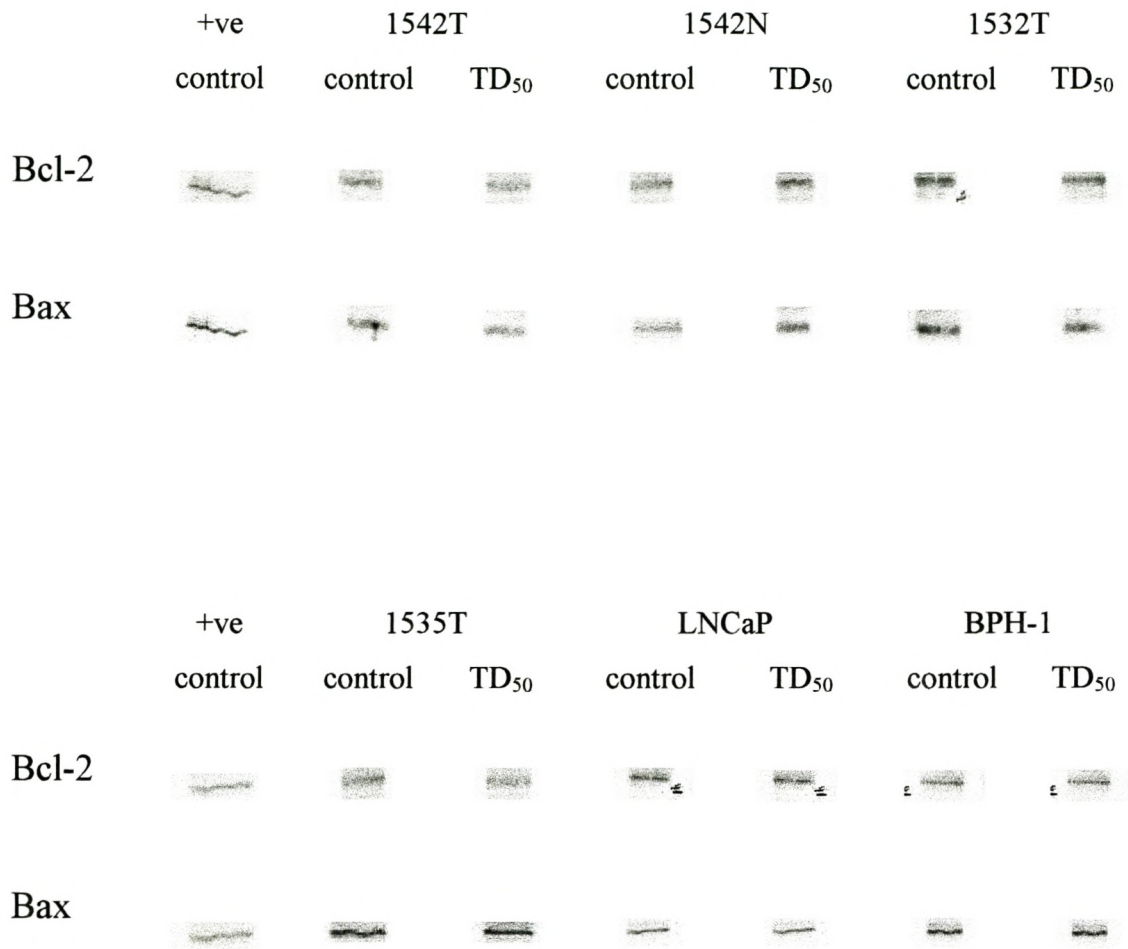 +ve 1542T 1542N 1532T
control control TD₅₀ control TD₅₀ control TD₅₀
Bcl-2
Bax
+ve 1535T LNCaP BPH-1
control control TD₅₀ control TD₅₀ control TD₅₀
Bcl-2
Bax